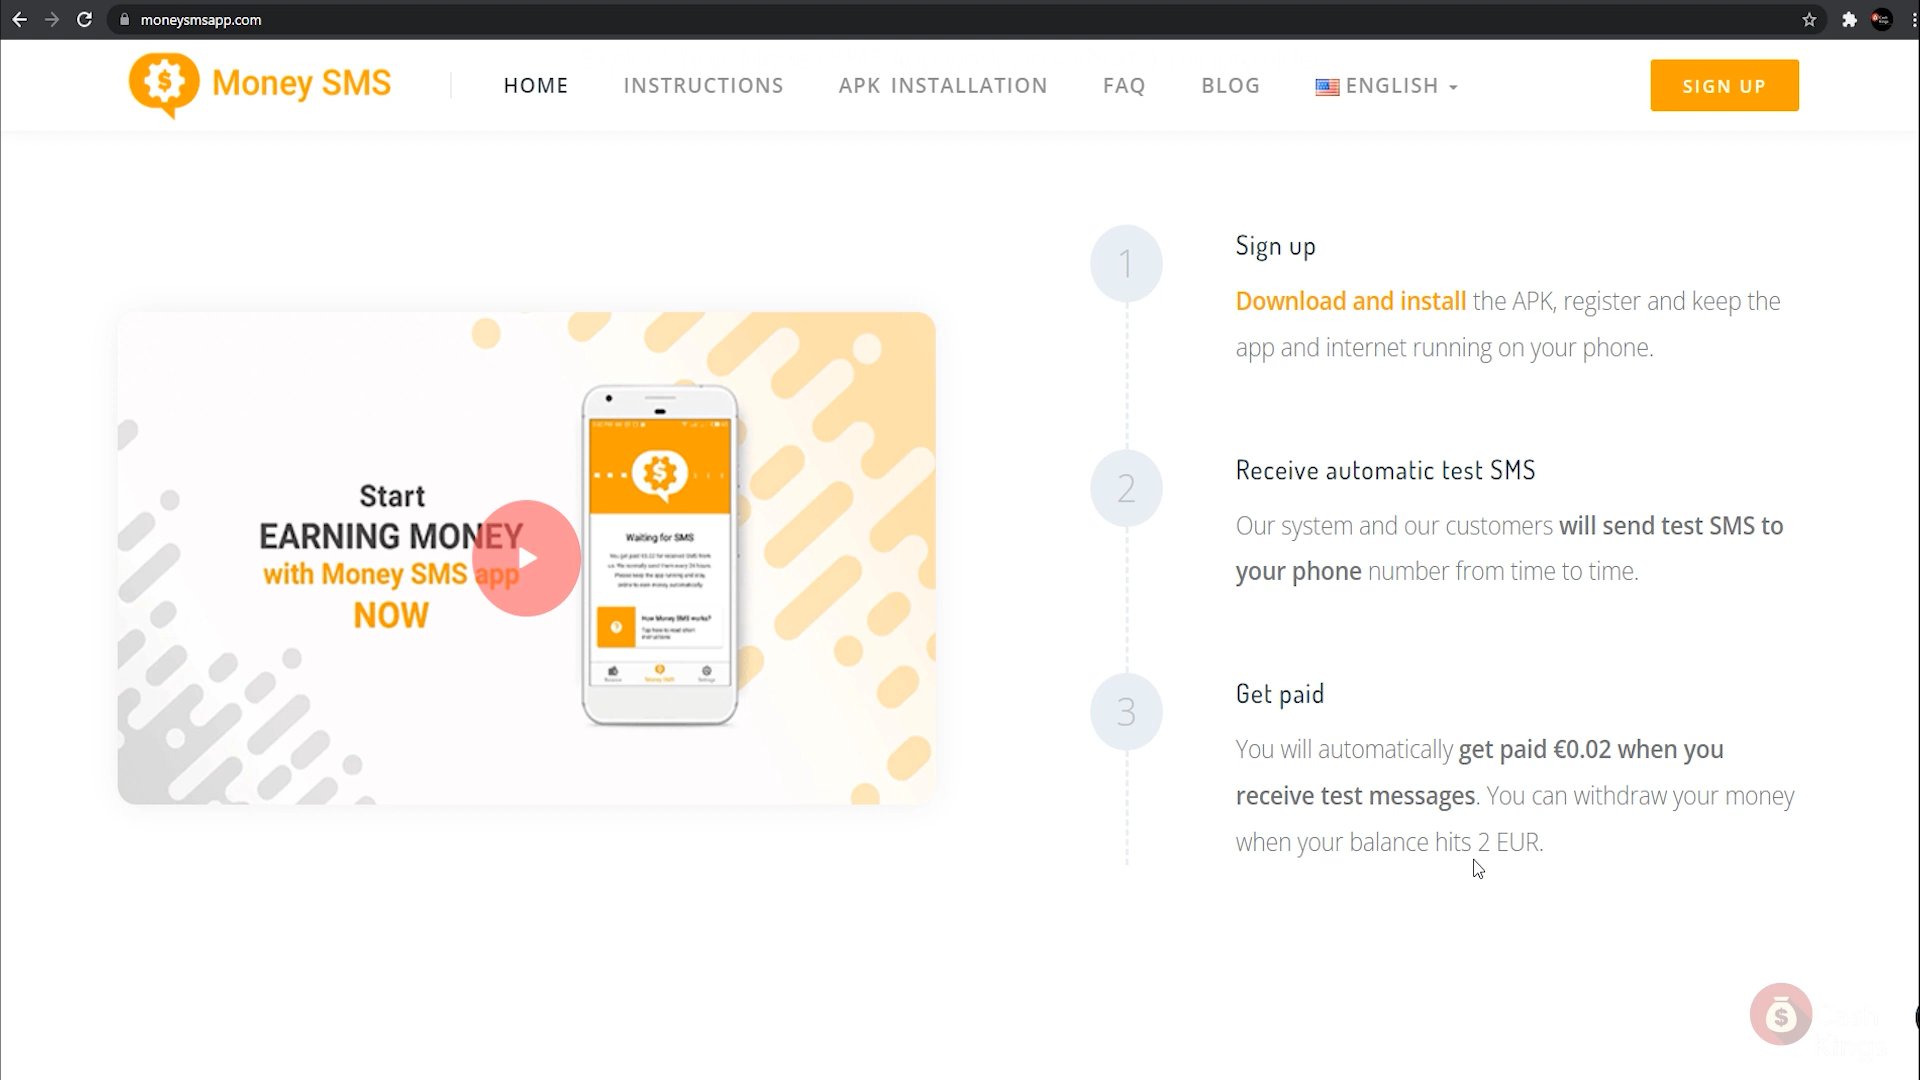 moneysmsapp.com
Money SMS
HOME
INSTRUCTIONS
APK INSTALLATION
FAQ
BLOG
ENGLISH
SIGN UP
Start
EARNING MONEY
with Money SMS app
NOW
Waiting for SMS
How Money SMS works?
1
Sign up
Download and install the APK, register and keep the
app and internet running on your phone.
2
Receive automatic test SMS
Our system and our customers will send test SMS to
your phone number from time to time.
3
Get paid
You will automatically get paid €0.02 when you
receive test messages. You can withdraw your money
when your balance hits 2 EUR.